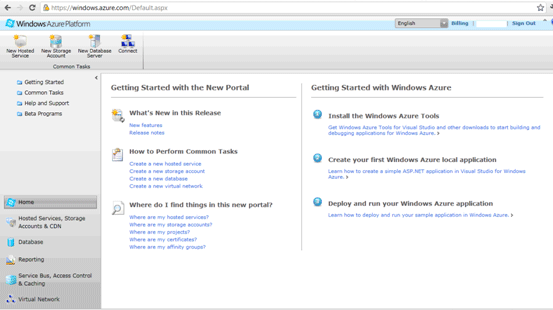 https://windows.azure.com/Default.aspx
Windows Azure Platform
English
Billing
Sign Out
New Hosted Service
New Storage Account
New Database Server
Connect
Common Tasks
Getting Started
Common Tasks
Help and Support
Beta Programs
Home
Hosted Services, Storage
Accounts & CDN
Database
Reporting
Service Bus, Access Control
& Caching
Virtual Network
Getting Started with the New Portal
What's New in this Release
New features
Release notes
How to Perform Common Tasks
Create a new hosted service
Create a new storage account
Create a new database
Create a new virtual network
Where do I find things in this new portal?
Where are my hosted services?
Where are my storage accounts?
Where are my projects?
Where are my certificates?
Where are my affinity groups?
Getting Started with Windows Azure
1
Install the Windows Azure Tools
Get Windows Azure Tools for Visual Studio and other downloads to start building and
debugging applications for Windows Azure.
2
Create your first Windows Azure local application
Learn how to create a simple ASP.NET application in Visual Studio for Windows
Azure.
3
Deploy and run your Windows Azure application
Learn how to deploy and run your sample application in Windows Azure.